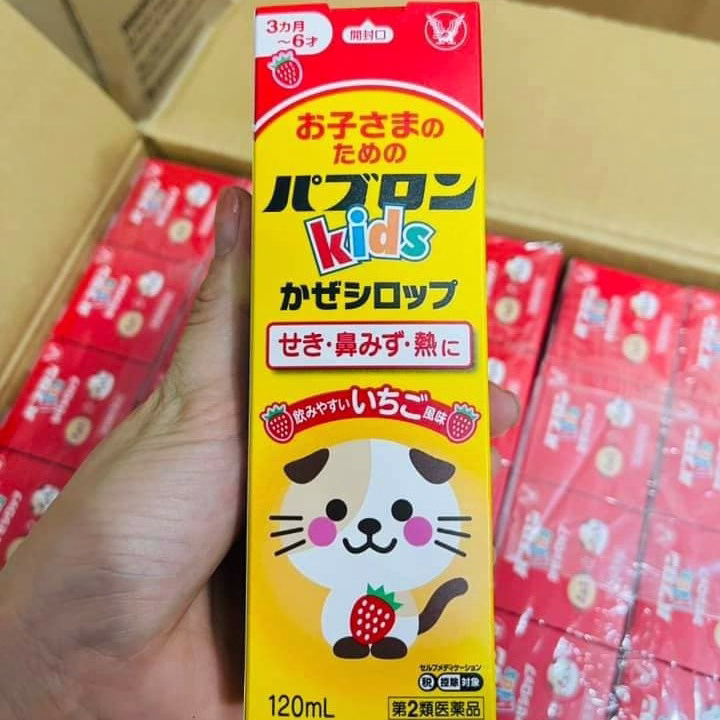 3カ月
～6才
開封口
お子さまの
ための
パブロン
kids
かぜシロップ
せき・鼻みず・熱に
飲みやすいいちご風味
セルフメディケーション
税 控除 対象
120mL
第2類医薬品